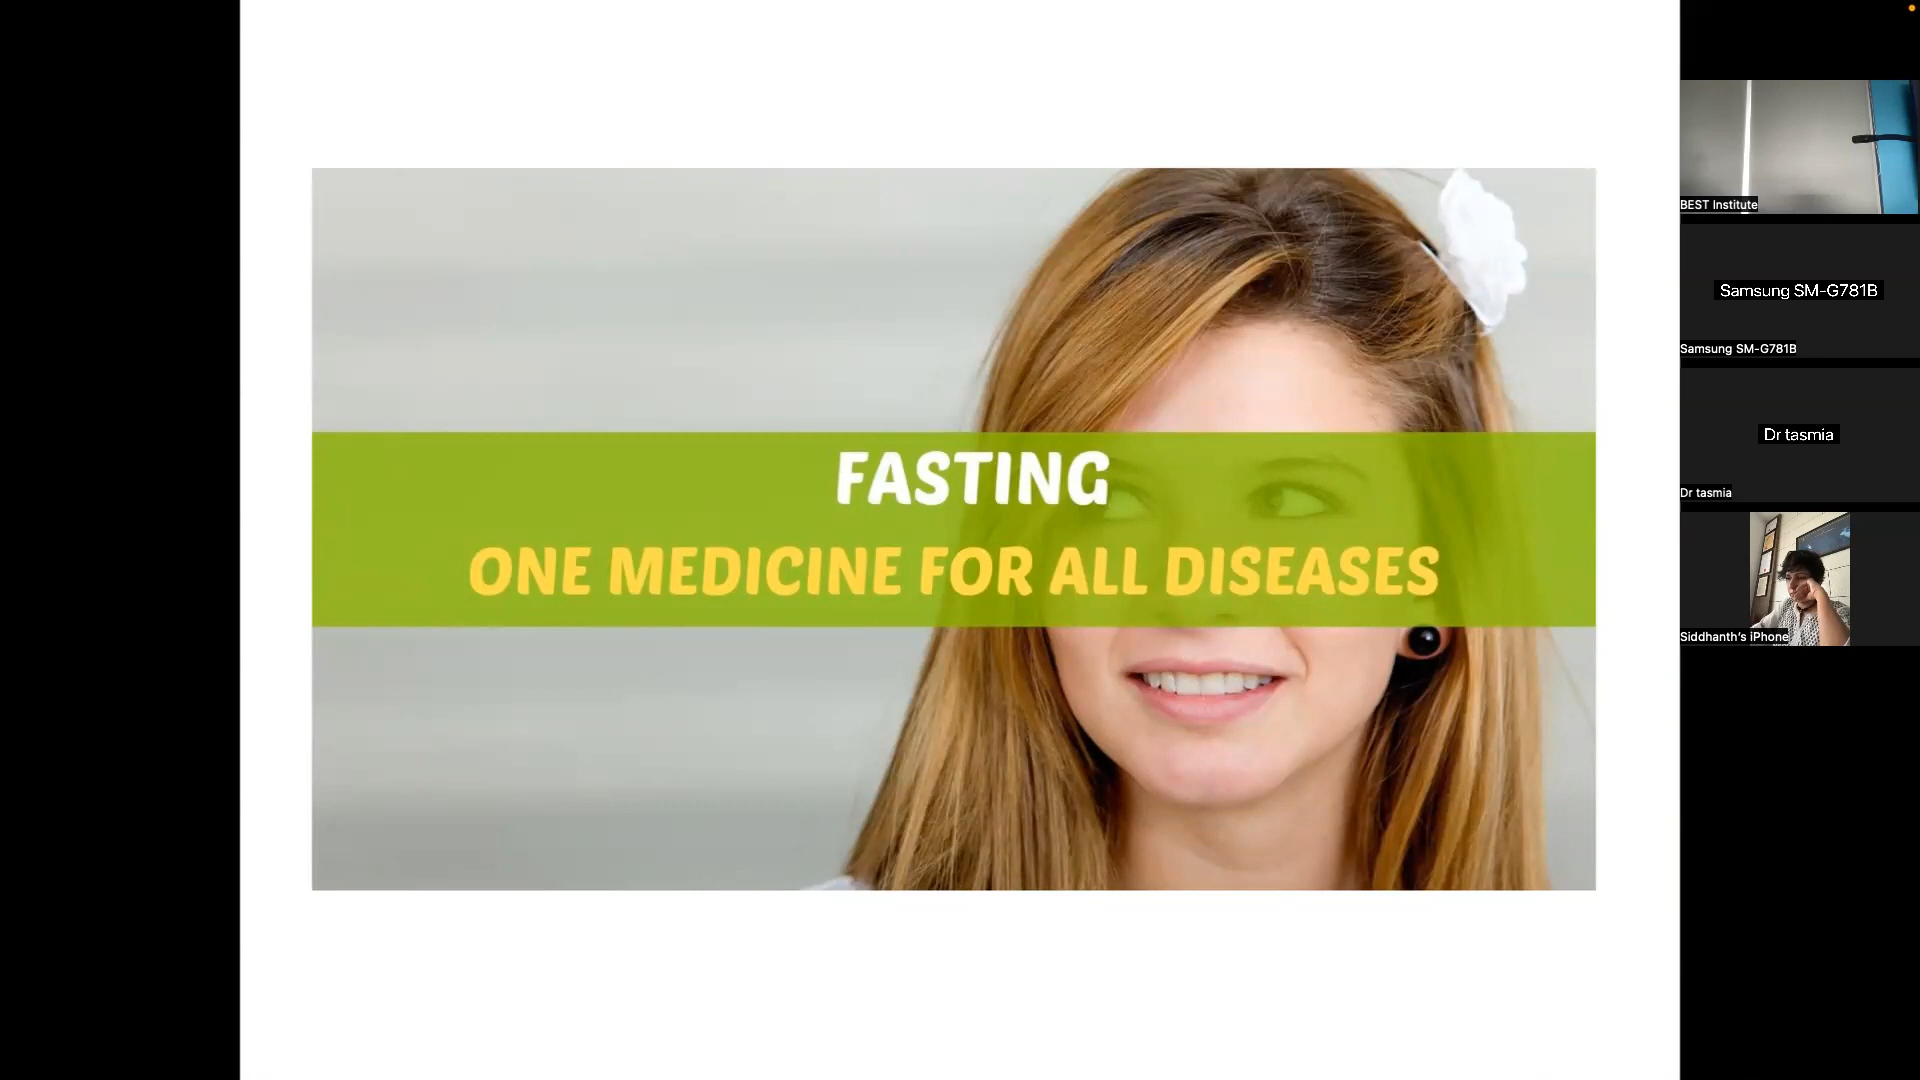 FASTING
ONE MEDICINE FOR ALL DISEASES
BEST Institute
Samsung SM-G781B
Samsung SM-G781B
Dr tasmia
Dr tasmia
Siddhanth's iPhone